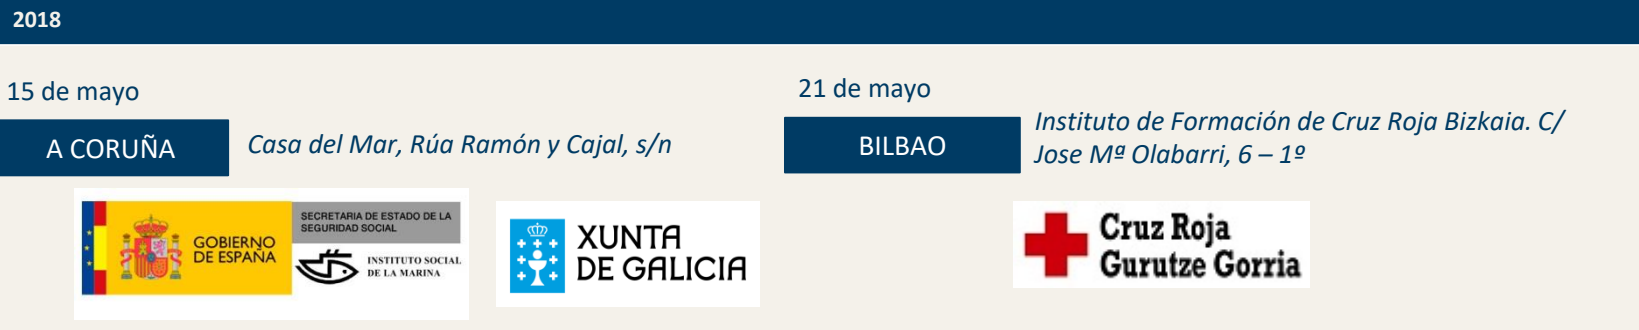 2018
15 de mayo
A CORUÑA
Casa del Mar, Rúa Ramón y Cajal, s/n
GOBIERNO
DE ESPAÑA
SECRETARIA DE ESTADO DE LA
SEGURIDAD SOCIAL
INSTITUTO SOCIAL
DE LA MARINA
XUNTA
DE GALICIA
21 de mayo
BILBAO
Instituto de Formación de Cruz Roja Bizkaia. C/
Jose Mª Olabarri, 6 – 1º
Cruz Roja
Gurutze Gorria